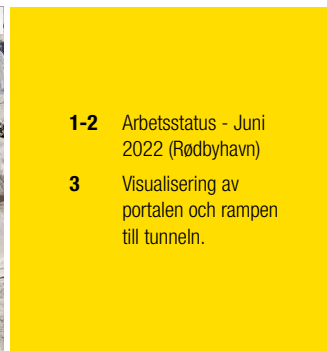 1-2 Arbetsstatus - Juni
2022 (Rødbyhavn)
3 Visualisering av
portalen och rampen
till tunneln.